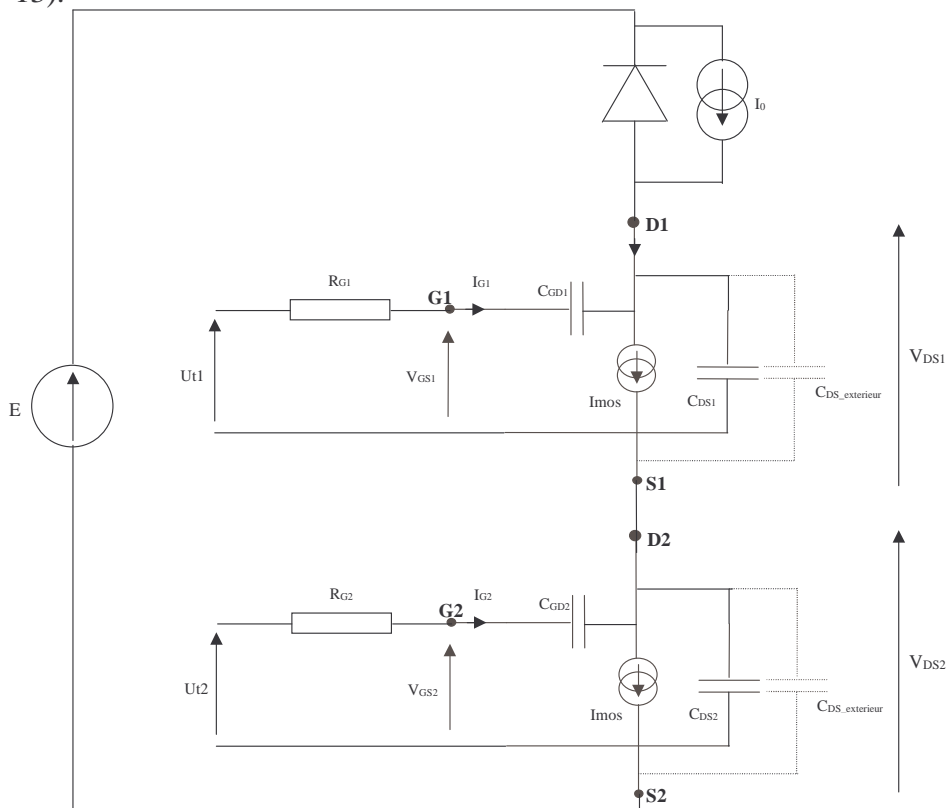 13).
I0
D1
RG1
IG1
CGD1
G1
Ut1
VGS1
Imos
CDS1
CDS_exterieur
VDS1
E
S1
D2
RG2
IG2
CGD2
G2
Ut2
VGS2
Imos
CDS2
CDS_exterieur
VDS2
S2